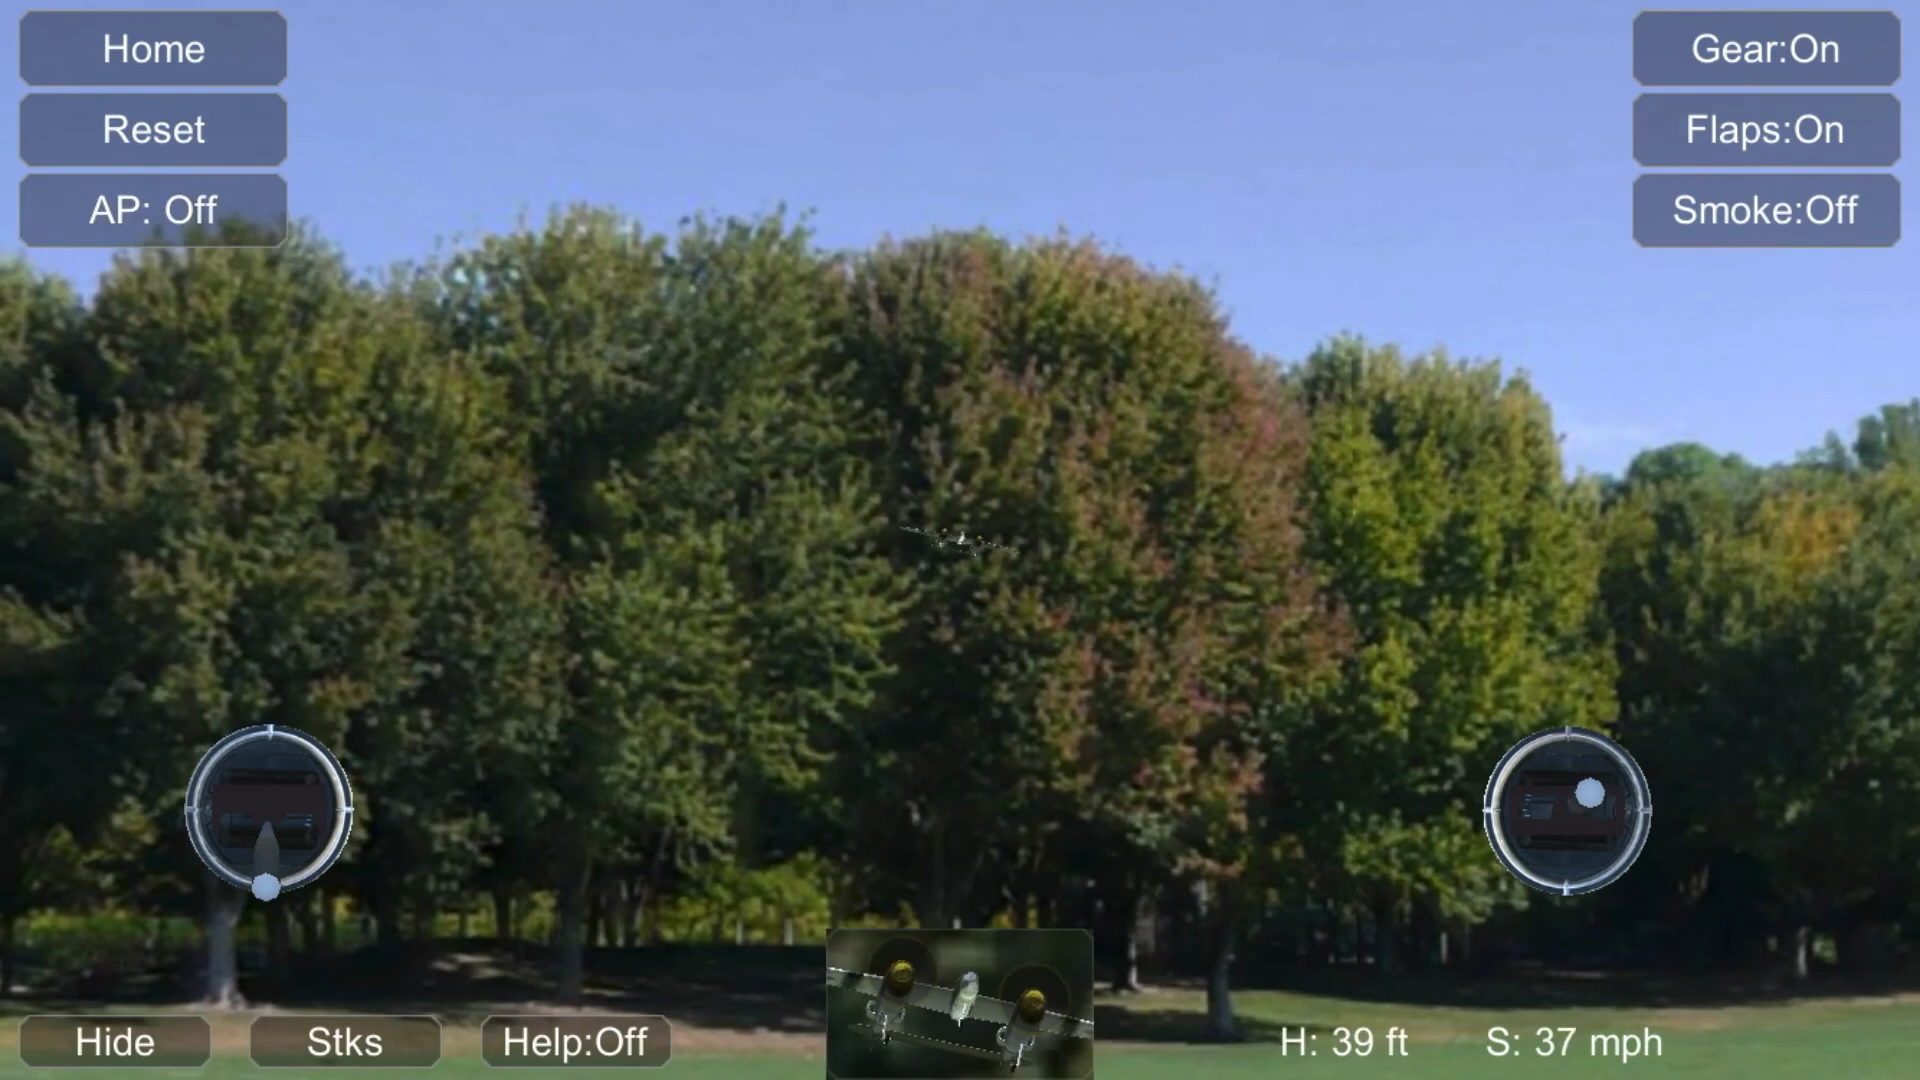 Home
Reset
AP: Off
Gear:On
Flaps:On
Smoke:Off
Hide
Stks
Help:Off
H: 39 ft
S: 37 mph